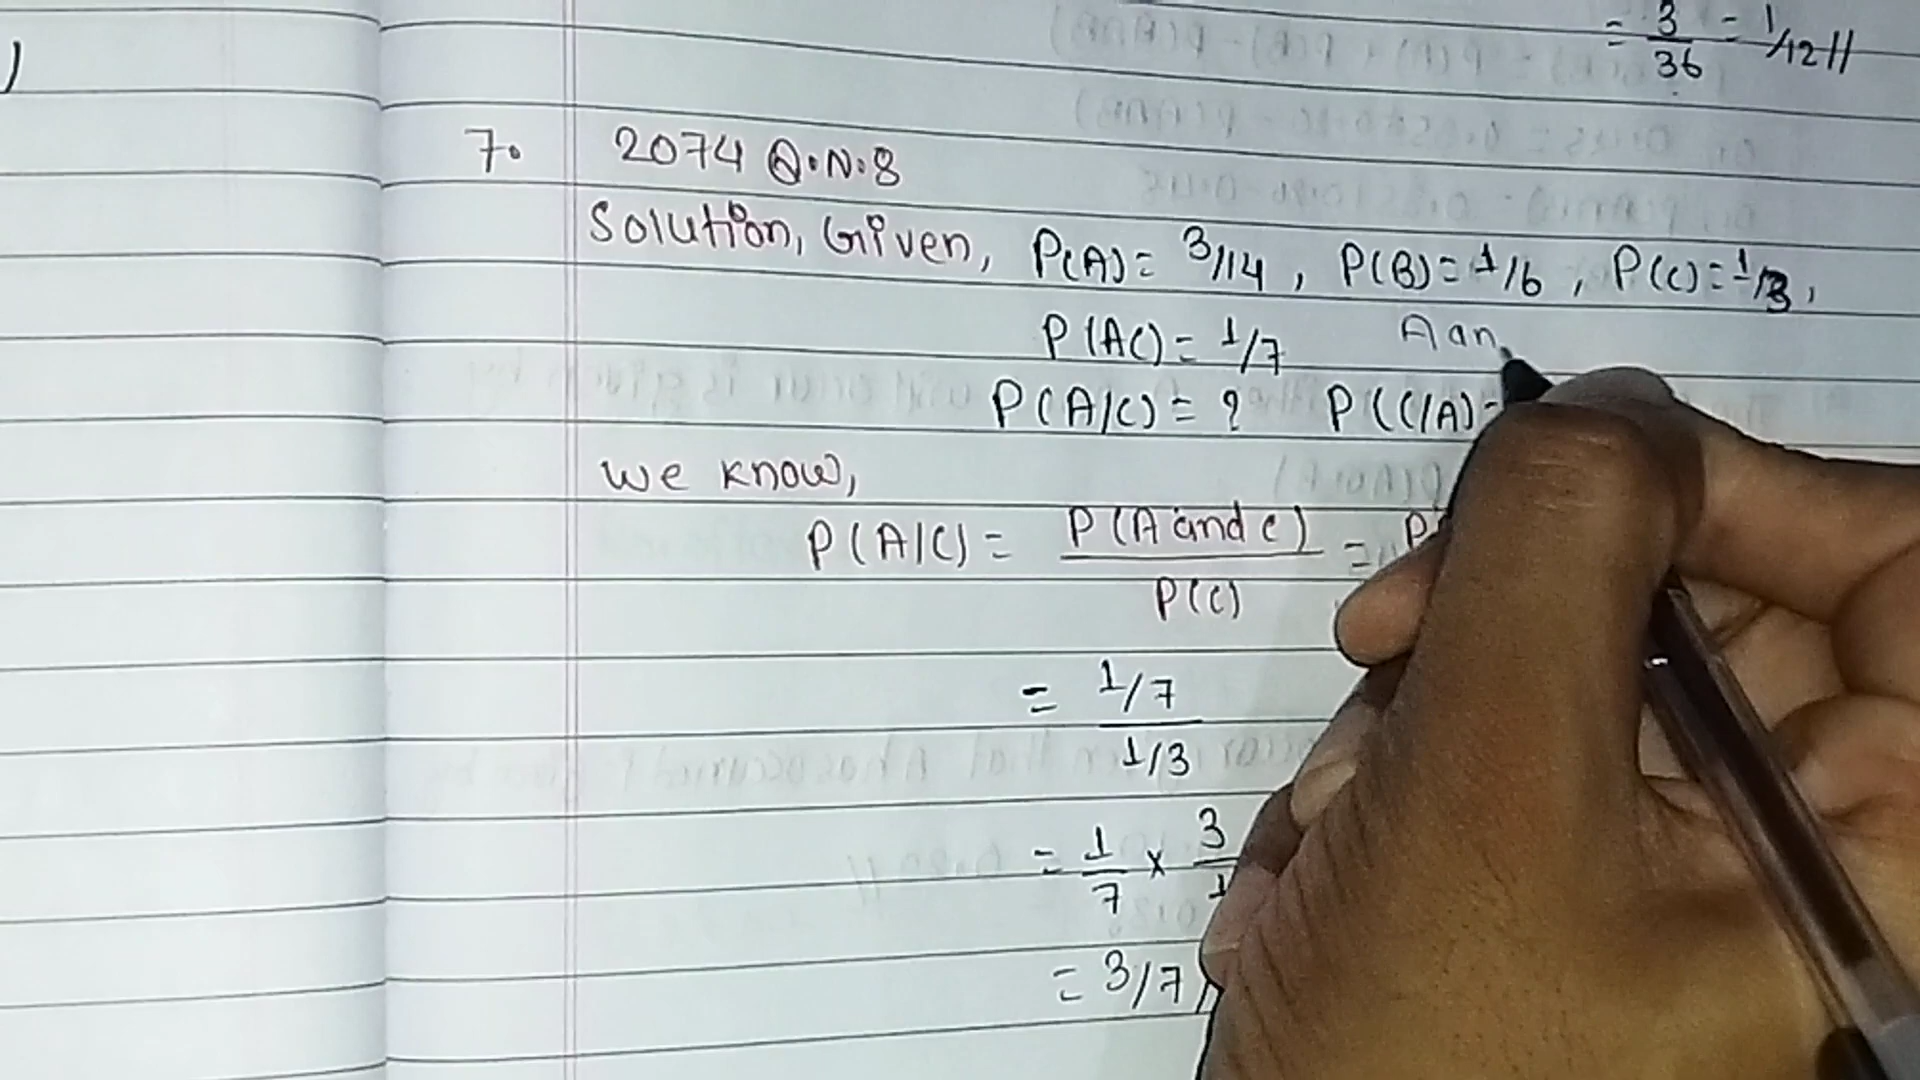 = 3/36 = 1/12 //
)
7. 2074 Q.N.8
Solution, Given, P(A) = 3/14, P(B) = 1/6, P(C) = 1/3,
P(AC) = 1/7 A an
P(A/C) = ? P(C/A) =
we know,
P(A/C) = P(A and C) / P(C) =
= 1/7 / 1/3
= 1/7 x 3/1
= 3/7